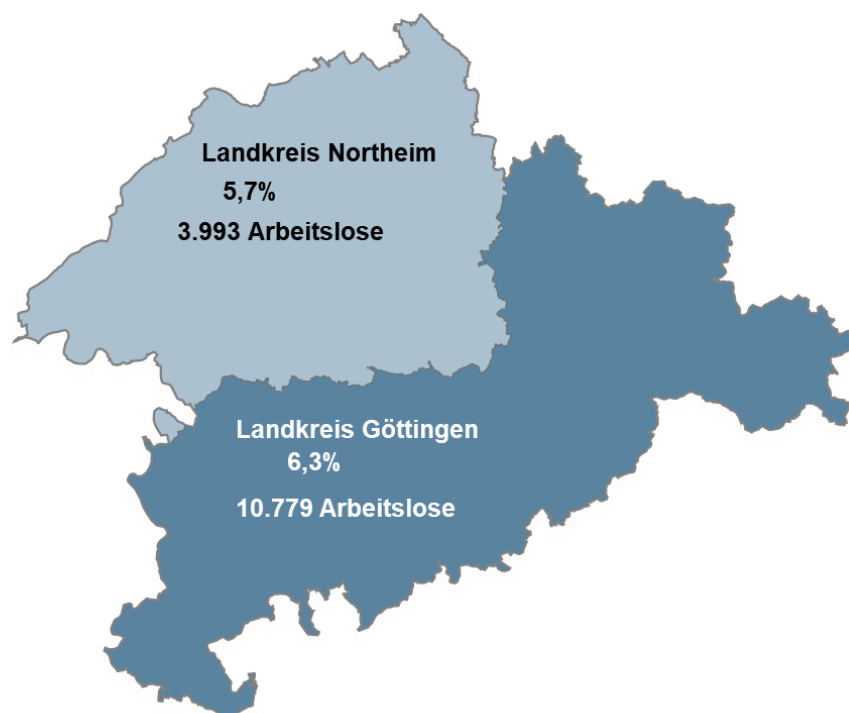 Landkreis Northeim
5,7%
3.993 Arbeitslose
Landkreis Göttingen
6,3%
10.779 Arbeitslose